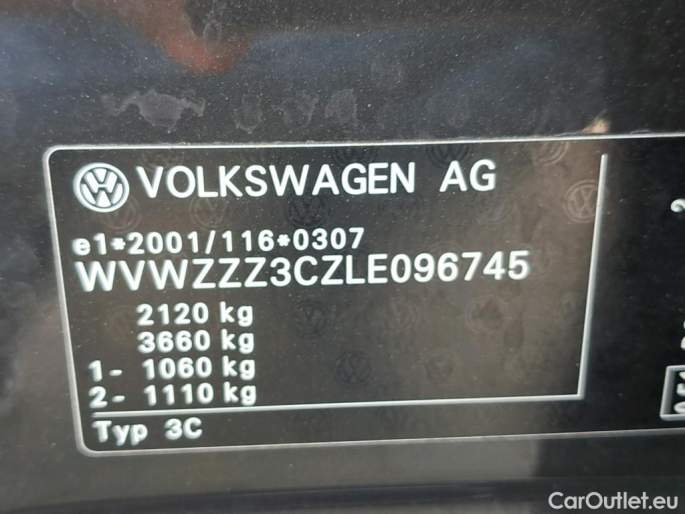 VOLKSWAGEN AG
e1*2001/116*0307
WVWZZZ3CZLE096745
2120 kg
3660 kg
1- 1060 kg
2- 1110 kg
Typ 3C
CarOutlet.eu